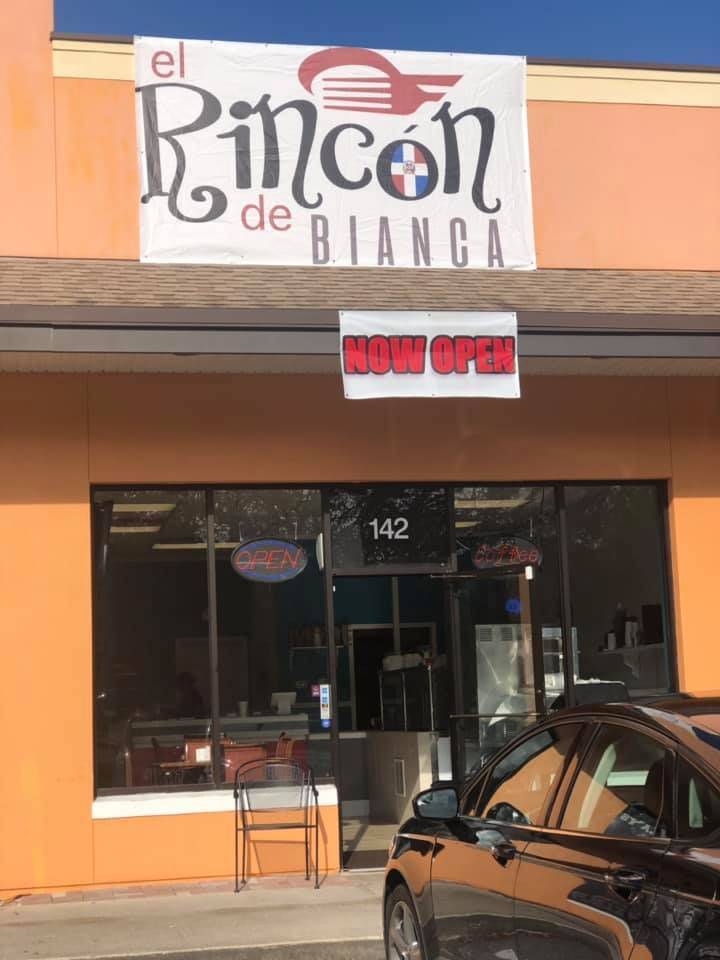 el
Rincón
de BIANCA
NOW OPEN
142
OPEN
Coffee